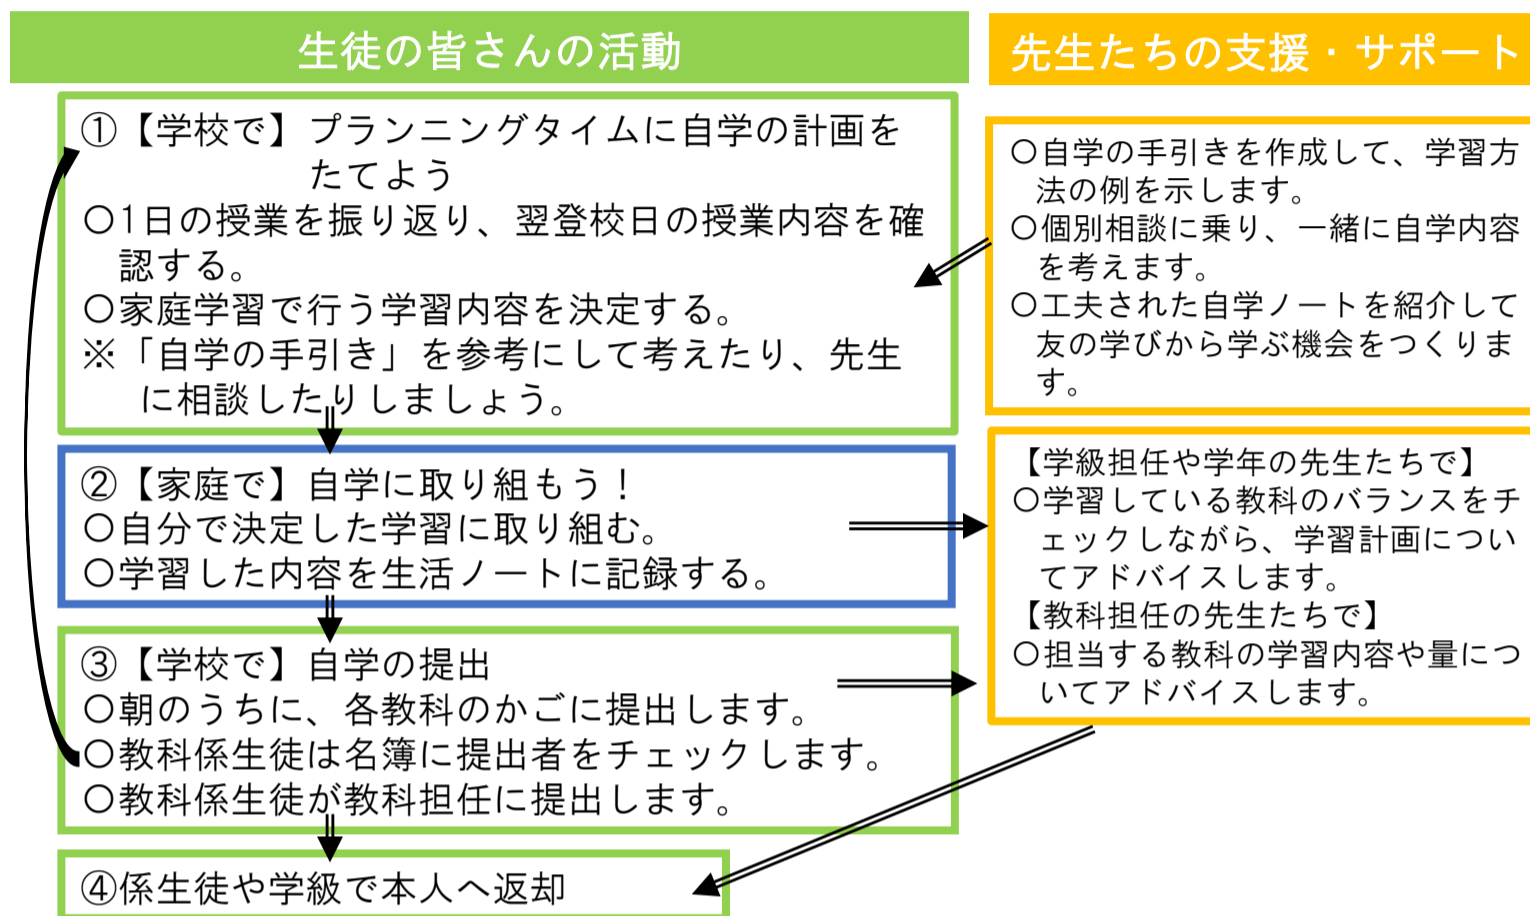 生徒の皆さんの活動
①【学校で】プランニングタイムに自学の計画を
たてよう
〇1日の授業を振り返り、翌登校日の授業内容を確
認する。
〇家庭学習で行う学習内容を決定する。
※「自学の手引き」を参考にして考えたり、先生
に相談したりしましょう。
②【家庭で】自学に取り組もう！
〇自分で決定した学習に取り組む。
〇学習した内容を生活ノートに記録する。
③【学校で】自学の提出
〇朝のうちに、各教科のかごに提出します。
〇教科係生徒は名簿に提出者をチェックします。
〇教科係生徒が教科担任に提出します。
④係生徒や学級で本人へ返却
先生たちの支援・サポート
〇自学の手引きを作成して、学習方
法の例を示します。
〇個別相談に乗り、一緒に自学内容
を考えます。
〇工夫された自学ノートを紹介して
友の学びから学ぶ機会をつくりま
す。
【学級担任や学年の先生たちで】
〇学習している教科のバランスをチ
ェックしながら、学習計画につい
てアドバイスします。
【教科担任の先生たちで】
〇担当する教科の学習内容や量につ
いてアドバイスします。